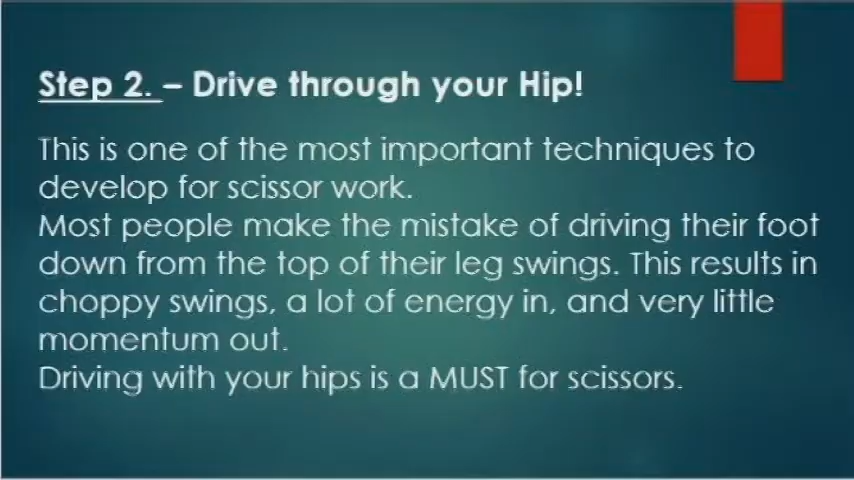 Step 2. – Drive through your Hip!
This is one of the most important techniques to
develop for scissor work.
Most people make the mistake of driving their foot
down from the top of their leg swings. This results in
choppy swings, a lot of energy in, and very little
momentum out.
Driving with your hips is a MUST for scissors.